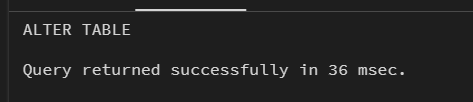 ALTER TABLE
Query returned successfully in 36 msec.